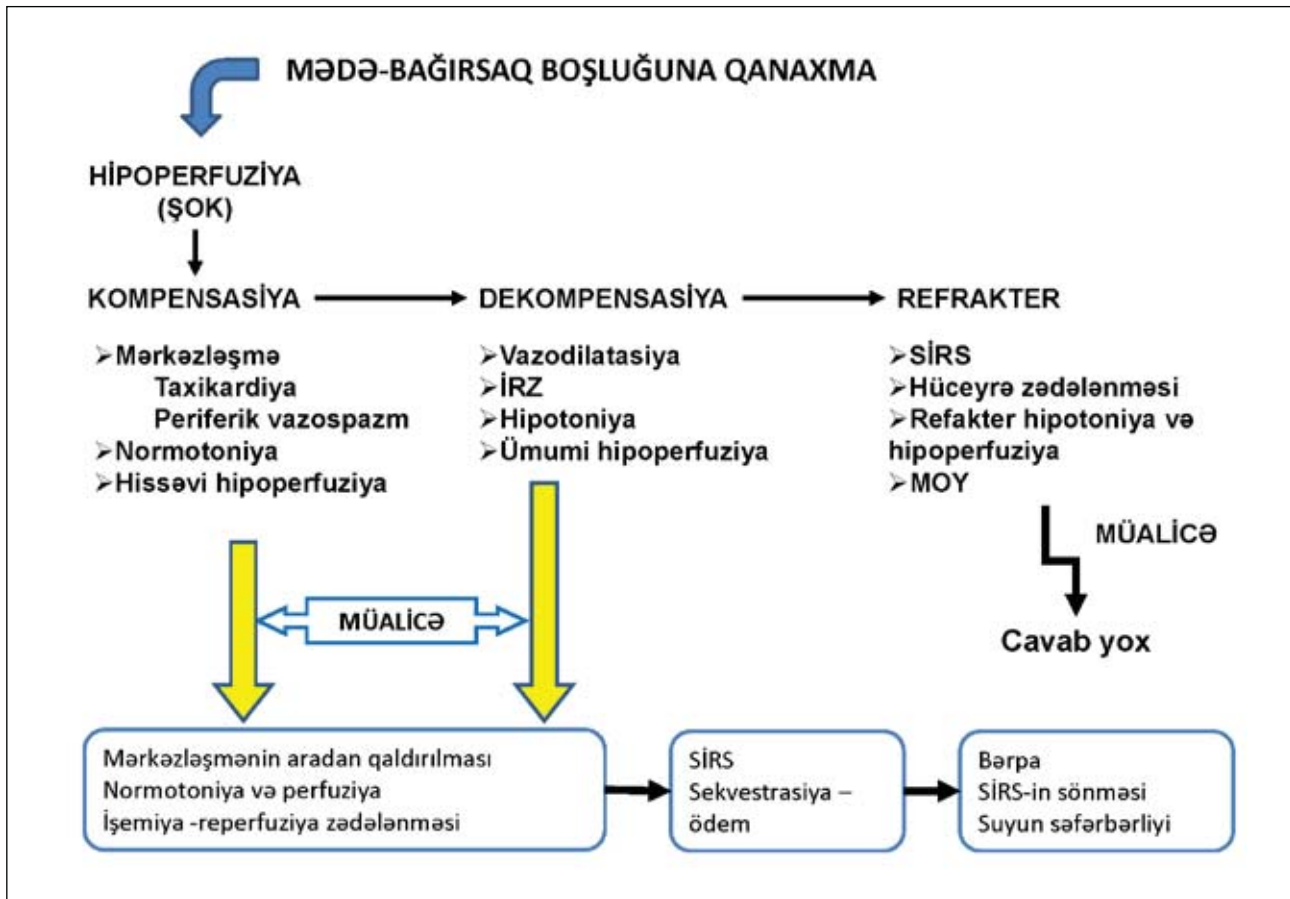 MƏDƏ-BAĞIRSAQ BOŞLUĞUNA QANAXMA
HİPOPERFUZİYA
(ŞOK)
KOMPENSASİYA
➢Mərkəzləşmə
Taxikardiya
Periferik vazospazm
➢Normotoniya
➢Hissəvi hipoperfuziya
DEKOMPENSASİYA
➢Vazodilatasiya
➢İRZ
➢Hipotoniya
➢Ümumi hipoperfuziya
REFRAKTER
➢SİRS
➢Hüceyrə zədələnməsi
➢Refakter hipotoniya və
hipoperfuziya
➢MOY
MÜALİCƏ
Cavab yox
MÜALİCƏ
Mərkəzləşmənin aradan qaldırılması
Normotoniya və perfuziya
İşemiya -reperfuziya zədələnməsi
SİRS
Sekvestrasiya –
ödem
Bərpa
SİRS-in sönməsi
Suyun səfərbərliyi